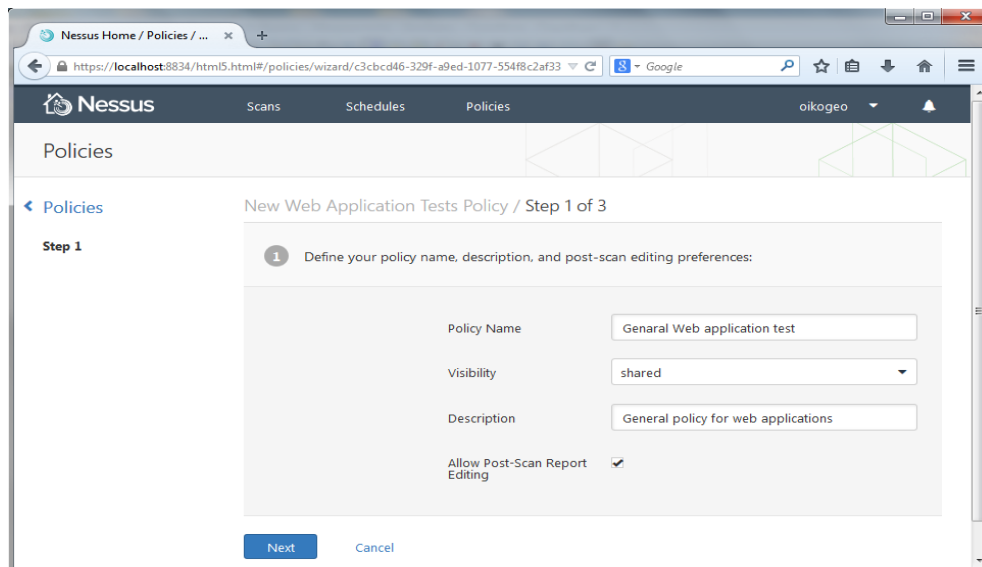 Nessus Home / Policies / ...
https://localhost:8834/html5.html#/policies/wizard/c3cbcd46-329f-a9ed-1077-554f8c2af33
8 Google
Nessus Scans Schedules Policies oikogeo
Policies
Policies
New Web Application Tests Policy / Step 1 of 3
Step 1
1 Define your policy name, description, and post-scan editing preferences:
Policy Name Genaral Web application test
Visibility shared
Description General policy for web applications
Allow Post-Scan Report
Editing
Next Cancel